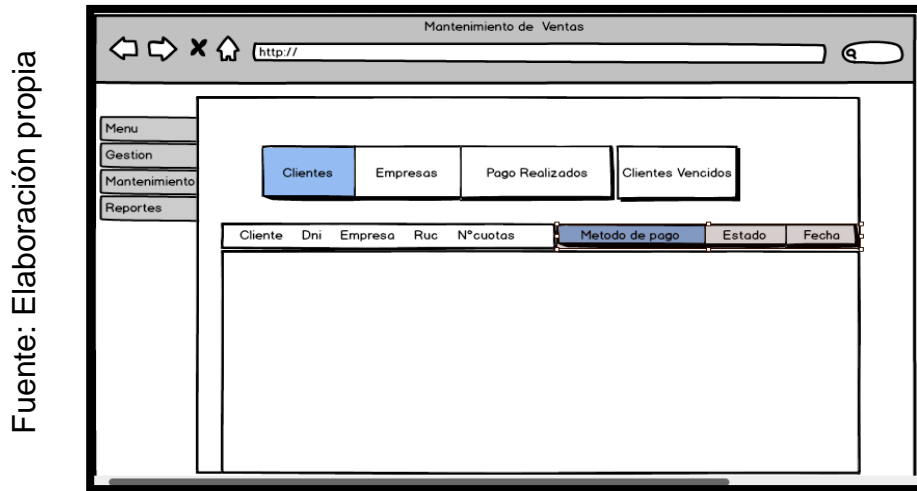 Fuente: Elaboración propia
Mantenimiento de Ventas
http://
Menu
Gestion
Mantenimiento
Reportes
Clientes Empresas Pago Realizados Clientes Vencidos
Cliente Dni Empresa Ruc N°cuotas Metodo de pago Estado Fecha